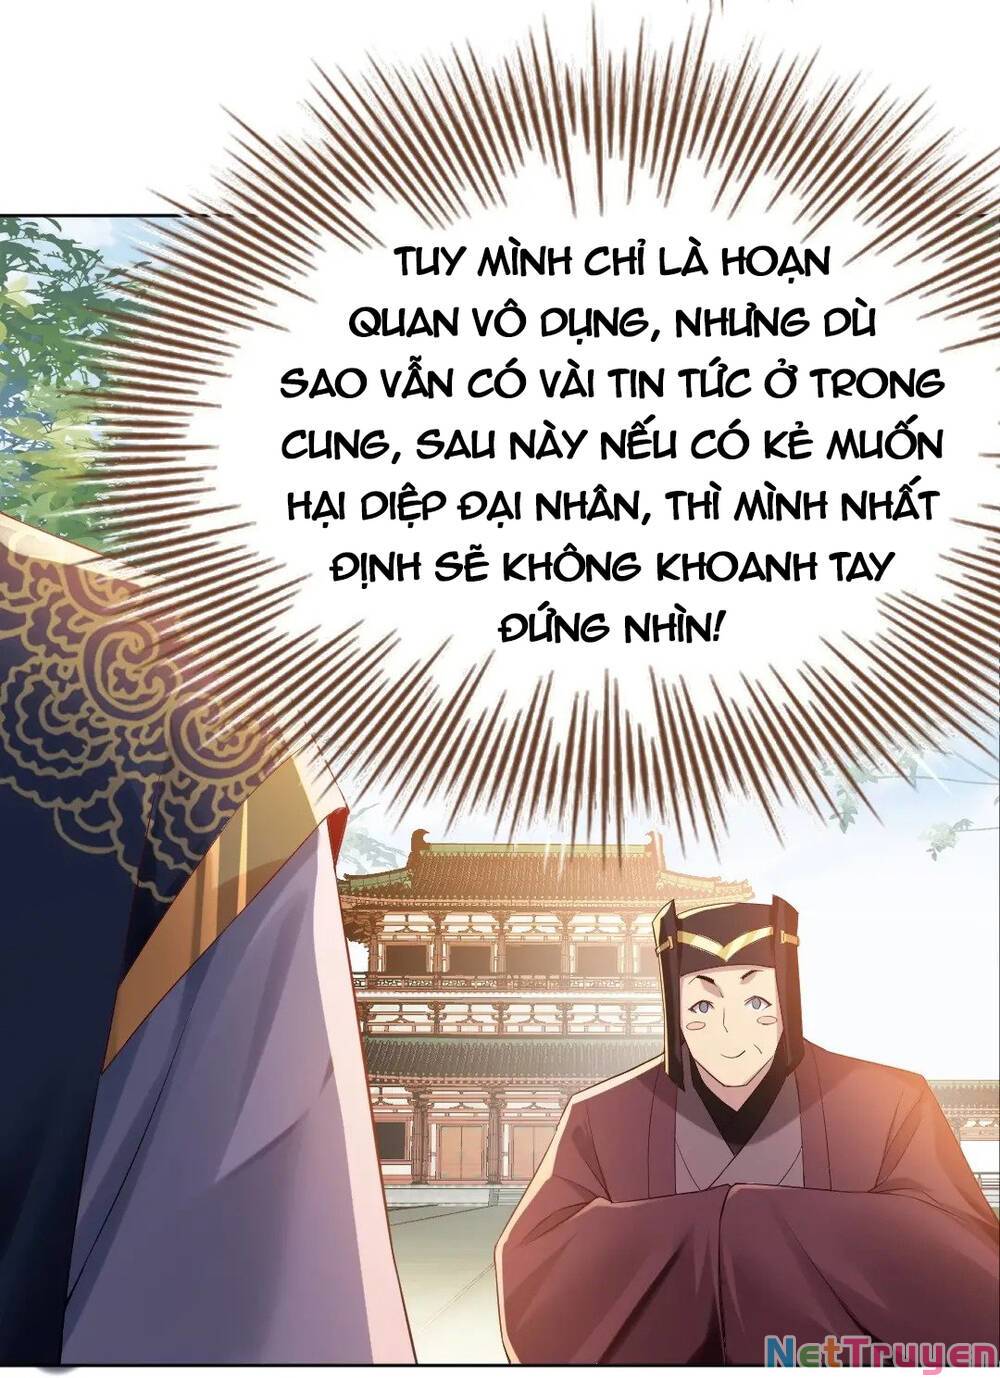 TUY MÌNH CHỈ LÀ HOẠN
QUAN VÔ DỤNG, NHƯNG DÙ
SAO VẪN CÓ VÀI TIN TỨC Ở TRONG
CUNG, SAU NÀY NẾU CÓ KẺ MUỐN
HẠI DIỆP ĐẠI NHÂN, THÌ MÌNH NHẤT
ĐỊNH SẼ KHÔNG KHOANH TAY
ĐỨNG NHÌN!
NetTruyen